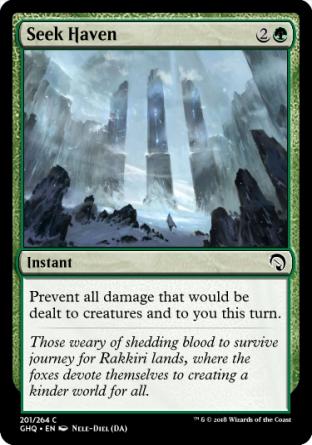 Seek Haven 2
Instant
Prevent all damage that would be
dealt to creatures and to you this turn.
Those weary of shedding blood to survive
journey for Rakkiri lands, where the
foxes devote themselves to creating a
kinder world for all.
201/264 C
GHQ • EN Nele-Diel (DA)
™ & © 2018 Wizards of the Coast